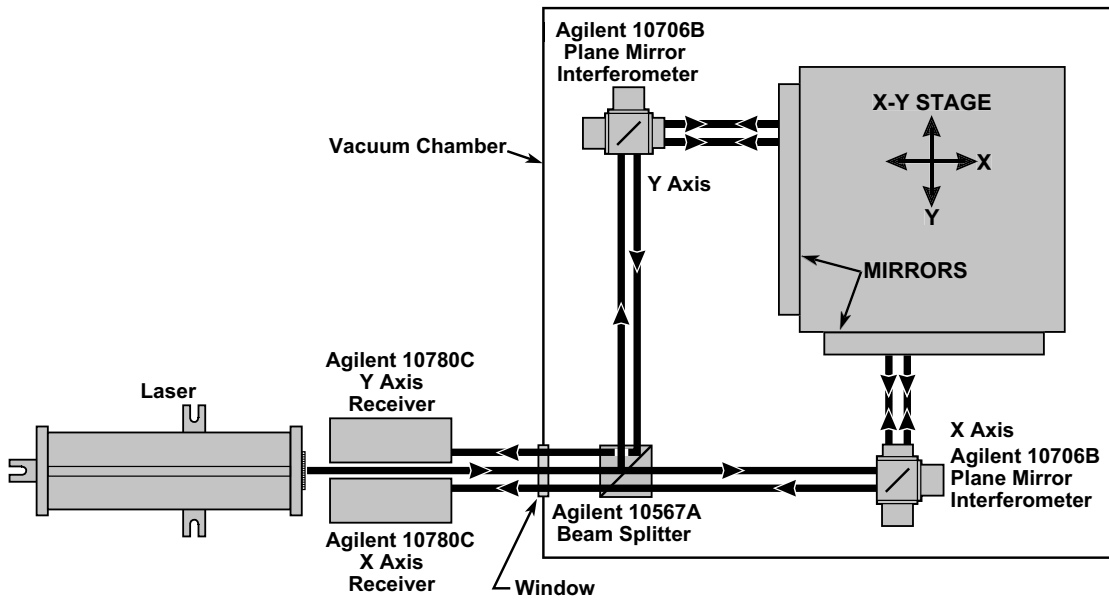 Agilent 10706B
Plane Mirror
Interferometer
X-Y STAGE
X
Y
Vacuum Chamber
Y Axis
MIRRORS
Agilent 10780C
Y Axis
Receiver
Laser
X Axis
Agilent 10706B
Plane Mirror
Interferometer
Agilent 10567A
Beam Splitter
Agilent 10780C
X Axis
Receiver
Window